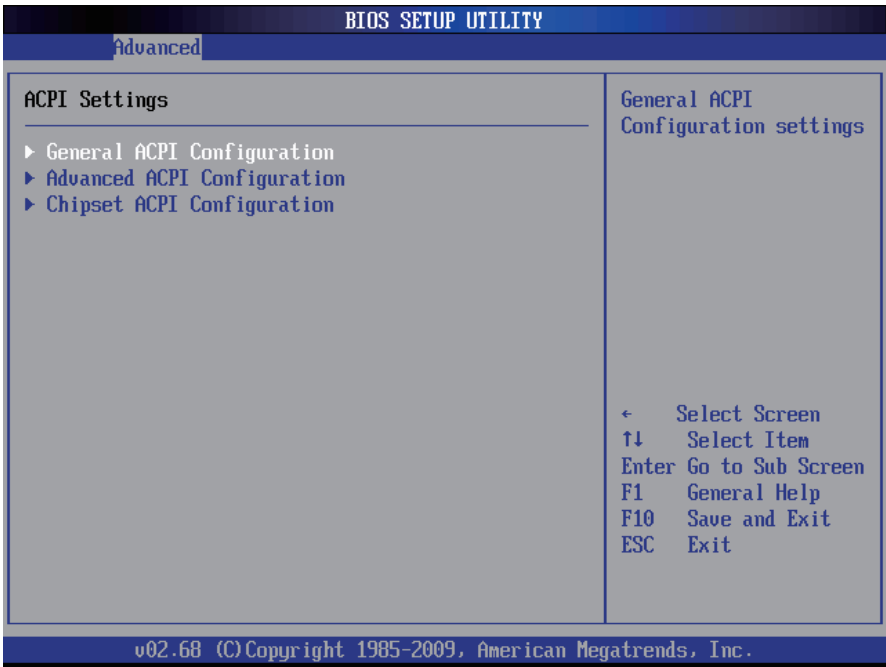 BIOS SETUP UTILITY
Advanced
ACPI Settings
General ACPI Configuration
Advanced ACPI Configuration
Chipset ACPI Configuration
General ACPI
Configuration settings
← Select Screen
↑↓ Select Item
Enter Go to Sub Screen
F1 General Help
F10 Save and Exit
ESC Exit
v02.68 (C)Copyright 1985-2009, American Megatrends, Inc.